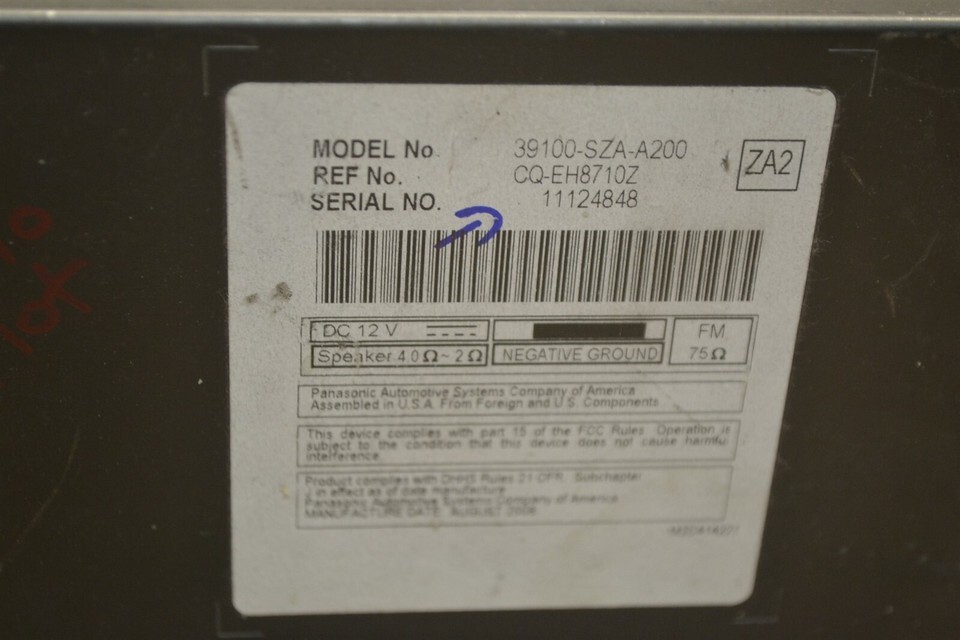 MODEL No. 39100-SZA-A200
ZA2
REF No. CQ-EH8710Z
SERIAL NO. 11124848
DC 12 V
FM
Speaker 4.0Ω~2Ω
NEGATIVE GROUND
75Ω
Panasonic Automotive Systems Company of America
Assembled in U.S.A. From Foreign and U.S. Components
This device complies with part 15 of the FCC Rules. Operation is
subject to the condition that this device does not cause harmful
interference.
Product complies with DHHS Rules 21 CFR. Subchapter
J in effect as of date manufacture.
Panasonic Automotive Systems Company of America
MANUFACTURE DATE: AUGUST